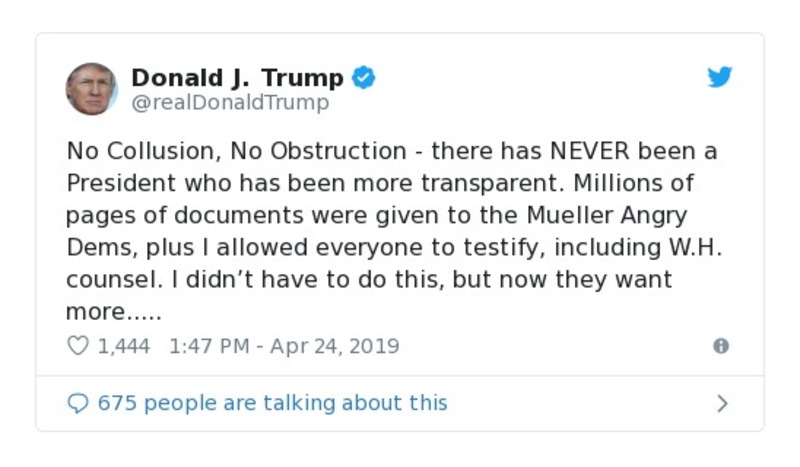 Donald J. Trump
@realDonaldTrump
No Collusion, No Obstruction - there has NEVER been a
President who has been more transparent. Millions of
pages of documents were given to the Mueller Angry
Dems, plus I allowed everyone to testify, including W.H.
counsel. I didn’t have to do this, but now they want
more.....
1,444 1:47 PM - Apr 24, 2019
675 people are talking about this